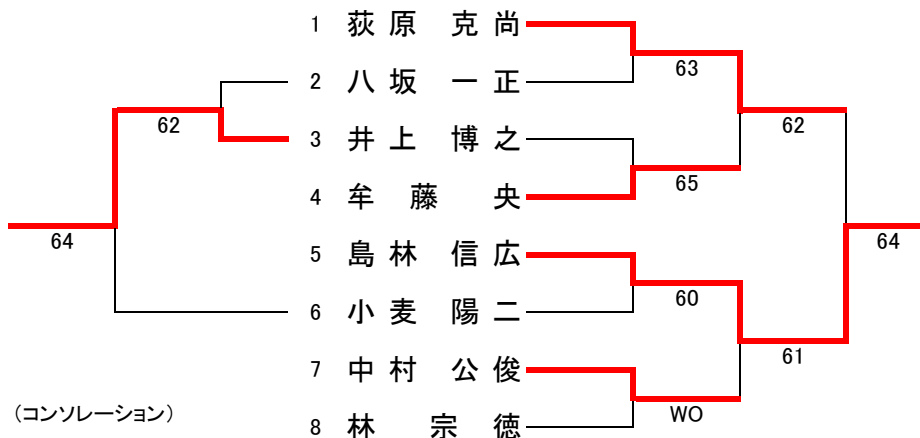 1 荻原 克尚
63
2 八坂 一正
62
62
3 井上 博之
65
4 牟藤 央
64
64
5 島林 信広
60
6 小麦 陽二
61
7 中村 公俊
(コンソレーション)
WO
8 林 宗徳